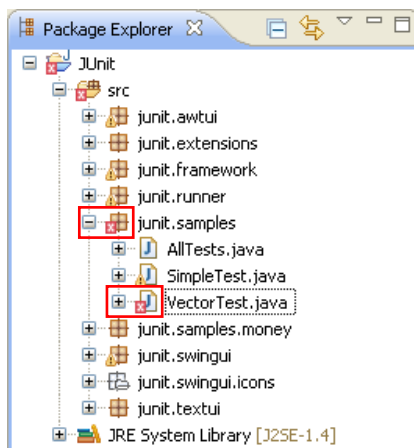 Package Explorer
JUnit
src
junit.awtui
junit.extensions
junit.framework
junit.runner
junit.samples
AllTests.java
SimpleTest.java
VectorTest.java
junit.samples.money
junit.swingui
junit.swingui.icons
junit.textui
JRE System Library [J2SE-1.4]